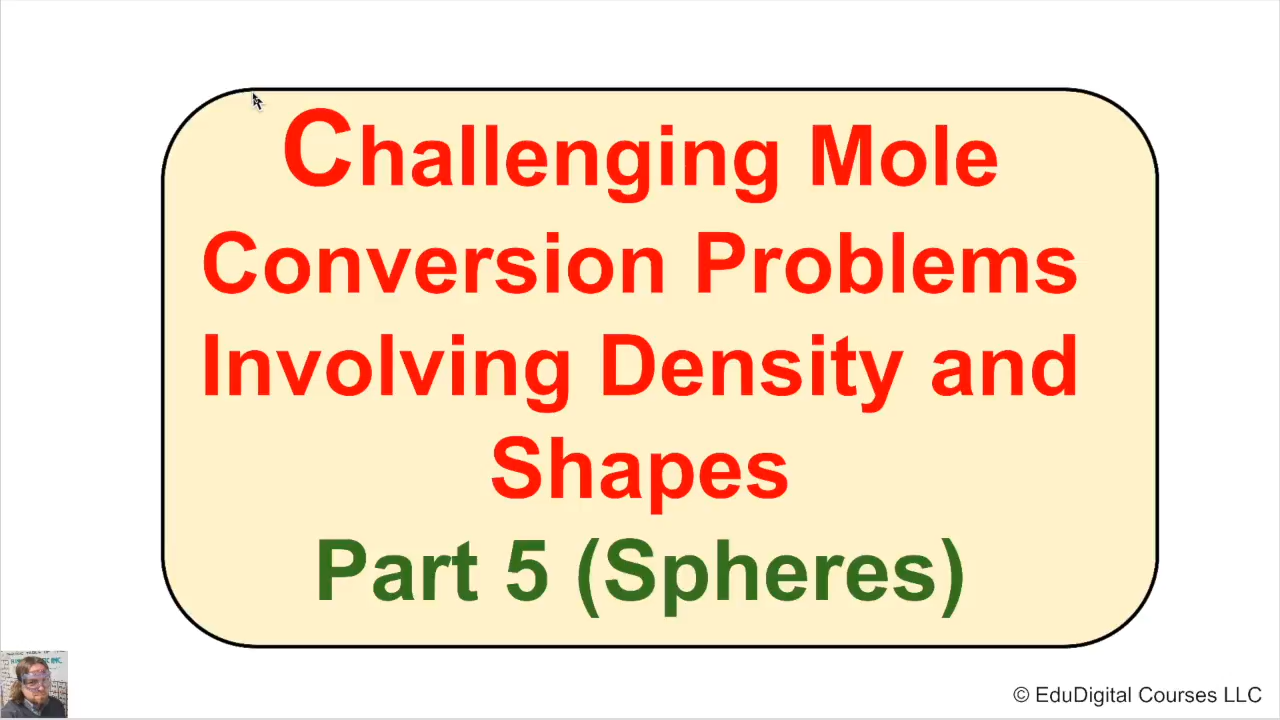 Challenging Mole
Conversion Problems
Involving Density and
Shapes
Part 5 (Spheres)
© EduDigital Courses LLC